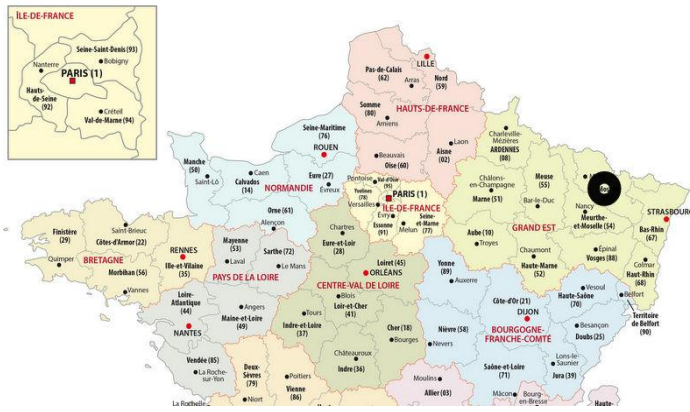 ÎLE-DE-FRANCE
Seine-Saint-Denis (93)
Nanterre
Bobigny
PARIS (1)
Hauts-
de-Seine
(92)
Créteil
Val-de-Marne (94)
LILLE
Pas-de-Calais
(62)
Nord
(59)
Arras
HAUTS-DE-FRANCE
Somme
(80)
Amiens
Seine-Maritime
(76)
ROUEN
Laon
Aisne
(02)
Beauvais
Oise (60)
Charleville-
Mézières
ARDENNES
(08)
Manche
(50)
Saint-Lô
Caen
Calvados
(14)
NORMANDIE
Eure (27)
Évreux
Orne (61)
Alençon
Pontoise
Val-d'Oise
(95)
Yvelines
(78)
Versailles
PARIS (1)
ÎLE-DE-FRANCE
Évry
Essonne
(91)
Melun
Seine-
et-Marne
(77)
Châlons-
en-Champagne
Marne (51)
Meuse
(55)
Bar-le-Duc
Nancy
Meurthe-
et-Moselle (54)
STRASBOURG
Bas-Rhin
(67)
GRAND EST
Aube (10)
Troyes
Chaumont
Haute-Marne
(52)
Épinal
Vosges (88)
Colmar
Haut-Rhin
(68)
Finistère
(29)
Quimper
Saint-Brieuc
Côtes-d'Armor (22)
BRETAGNE
Morbihan (56)
Vannes
RENNES
Ille-et-Vilaine
(35)
Mayenne
(53)
Laval
Sarthe (72)
Le Mans
PAYS DE LA LOIRE
Loire-
Atlantique
(44)
NANTES
Angers
Maine-et-Loire
(49)
Vendée (85)
La Roche-
sur-Yon
Chartres
Eure-et-Loir
(28)
Loiret (45)
ORLÉANS
CENTRE-VAL DE LOIRE
Blois
Loir-et-Cher
(41)
Tours
Indre-et-Loire
(37)
Cher (18)
Bourges
Châteauroux
Indre (36)
Yonne
(89)
Auxerre
Côte-d'Or (21)
DIJON
BOURGOGNE-
FRANCHE-COMTÉ
Nièvre (58)
Nevers
Saône-et-Loire
(71)
Mâcon
Vesoul
Haute-Saône
(70)
Belfort
Territoire
de Belfort
(90)
Besançon
Doubs (25)
Lons-le-
Saunier
Jura (39)
Deux-
Sèvres
(79)
Niort
Poitiers
Vienne
(86)
La Rochelle
Moulins
Allier (03)
Bourg-
en-Bresse
Haute-